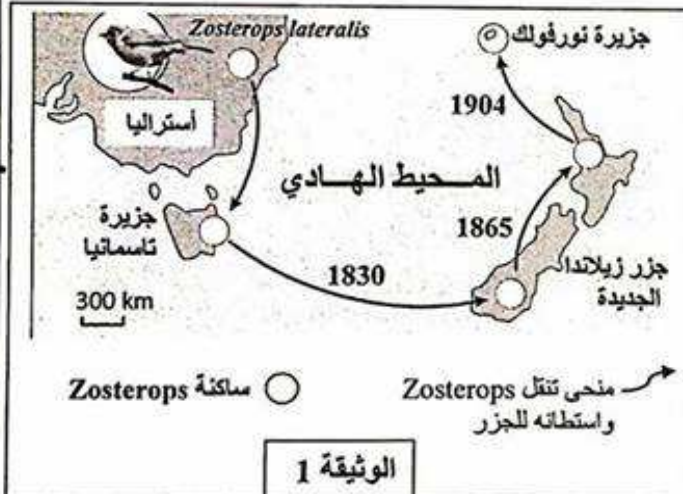 Zosterops lateralis
جزيرة نورفولك
أستراليا
1904
المحيط الهادي
جزيرة
تاسمانيا
1865
جزر زيلاندا
الجديدة
1830
300 km
ساكنة Zosterops
منحى تنقل Zosterops
واستطانه للجزر
الوثيقة 1